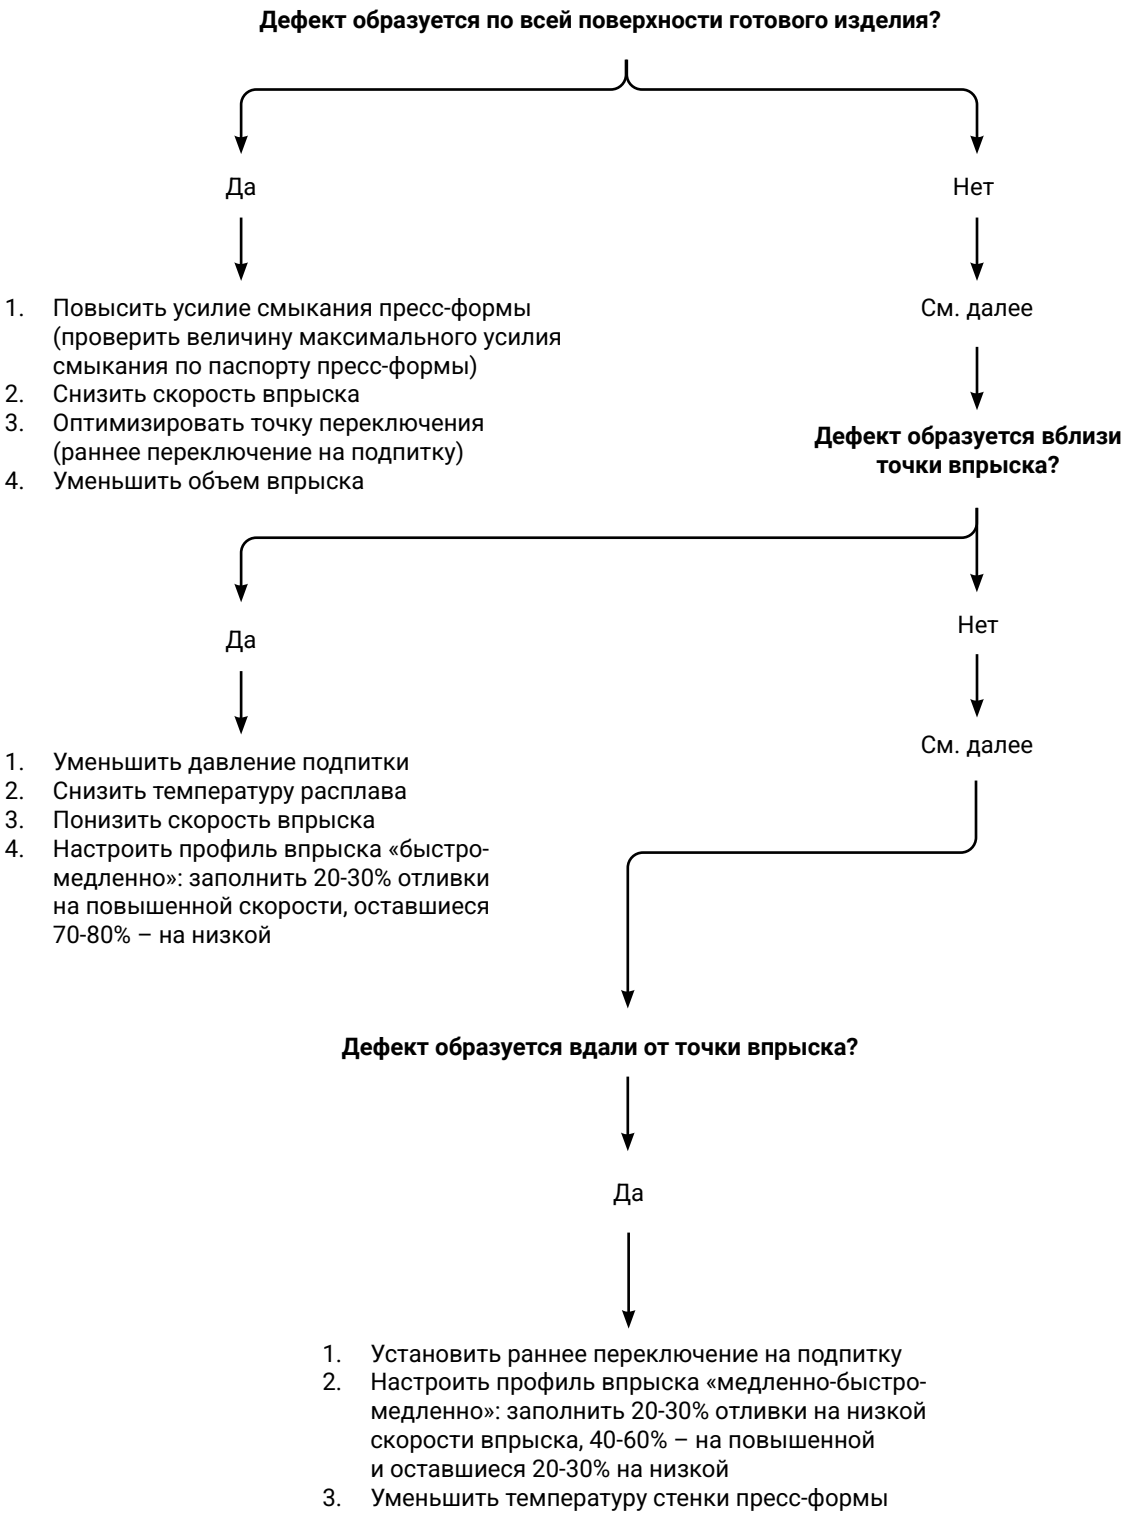 Дефект образуется по всей поверхности готового изделия?
Да
Нет
1. Повысить усилие смыкания пресс-формы
(проверить величину максимального усилия
смыкания по паспорту пресс-формы)
2. Снизить скорость впрыска
3. Оптимизировать точку переключения
(раннее переключение на подпитку)
4. Уменьшить объем впрыска
См. далее
Дефект образуется вблизи
точки впрыска?
Да
Нет
1. Уменьшить давление подпитки
2. Снизить температуру расплава
3. Понизить скорость впрыска
4. Настроить профиль впрыска «быстро-
медленно»: заполнить 20-30% отливки
на повышенной скорости, оставшиеся
70-80% – на низкой
См. далее
Дефект образуется вдали от точки впрыска?
Да
1. Установить раннее переключение на подпитку
2. Настроить профиль впрыска «медленно-быстро-
медленно»: заполнить 20-30% отливки на низкой
скорости впрыска, 40-60% – на повышенной
и оставшиеся 20-30% на низкой
3. Уменьшить температуру стенки пресс-формы